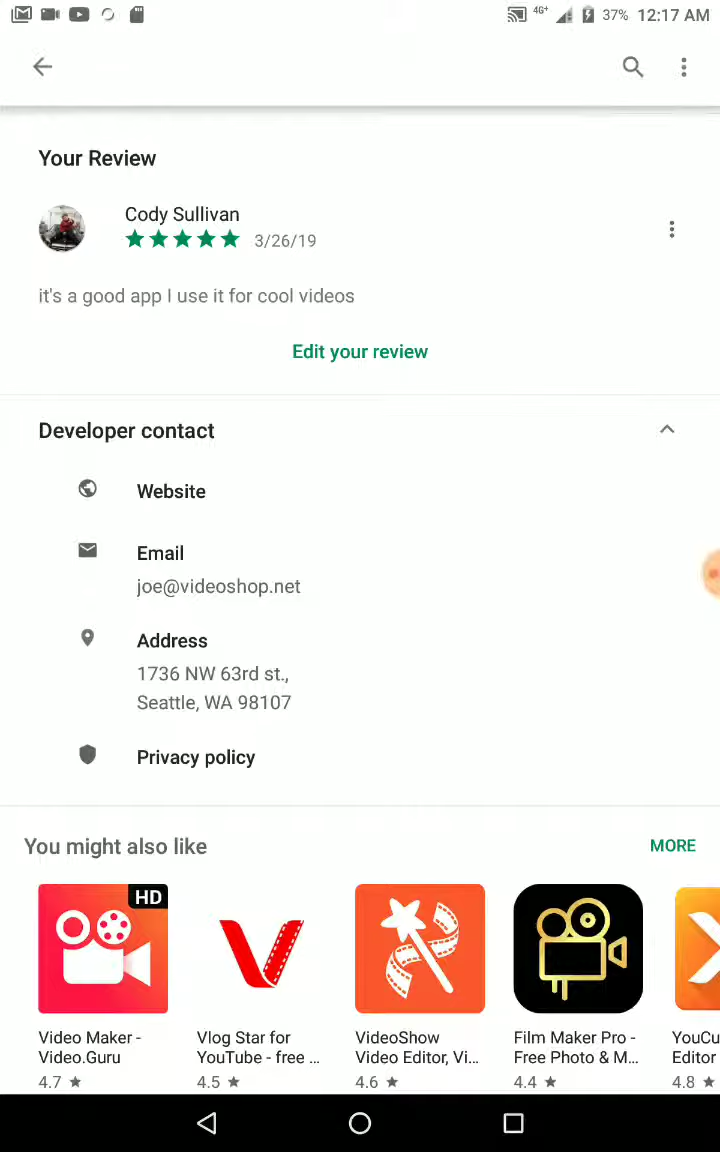 4G+ 37% 12:17 AM
Your Review
Cody Sullivan
3/26/19
it's a good app I use it for cool videos
Edit your review
Developer contact
Website
Email
joe@videoshop.net
Address
1736 NW 63rd st.,
Seattle, WA 98107
Privacy policy
You might also like
MORE
HD
Video Maker -
Video.Guru
4.7 ★
Vlog Star for
YouTube - free ...
4.5 ★
VideoShow
Video Editor, Vi...
4.6 ★
Film Maker Pro -
Free Photo & M...
4.4 ★
YouCu
Editor
4.8 ★